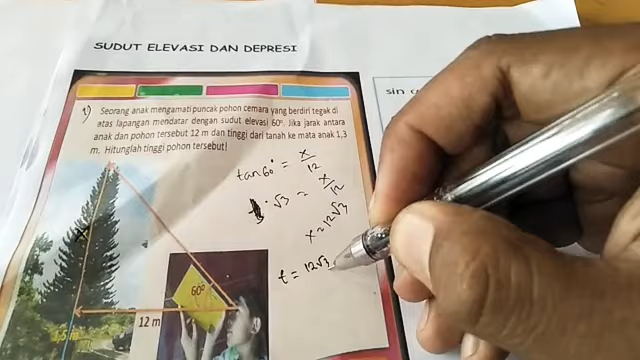 SUDUT ELEVASI DAN DEPRESI
1) Seorang anak mengamati puncak pohon cemara yang berdiri tegak di
atas lapangan mendatar dengan sudut elevasi 60°. Jika jarak antara
anak dan pohon tersebut 12 m dan tinggi dari tanah ke mata anak 1,3
m. Hitunglah tinggi pohon tersebut!
tan 60° = x/12
√3 = x/12
x = 12√3
t = 12√3
sin
x
60°
12 m